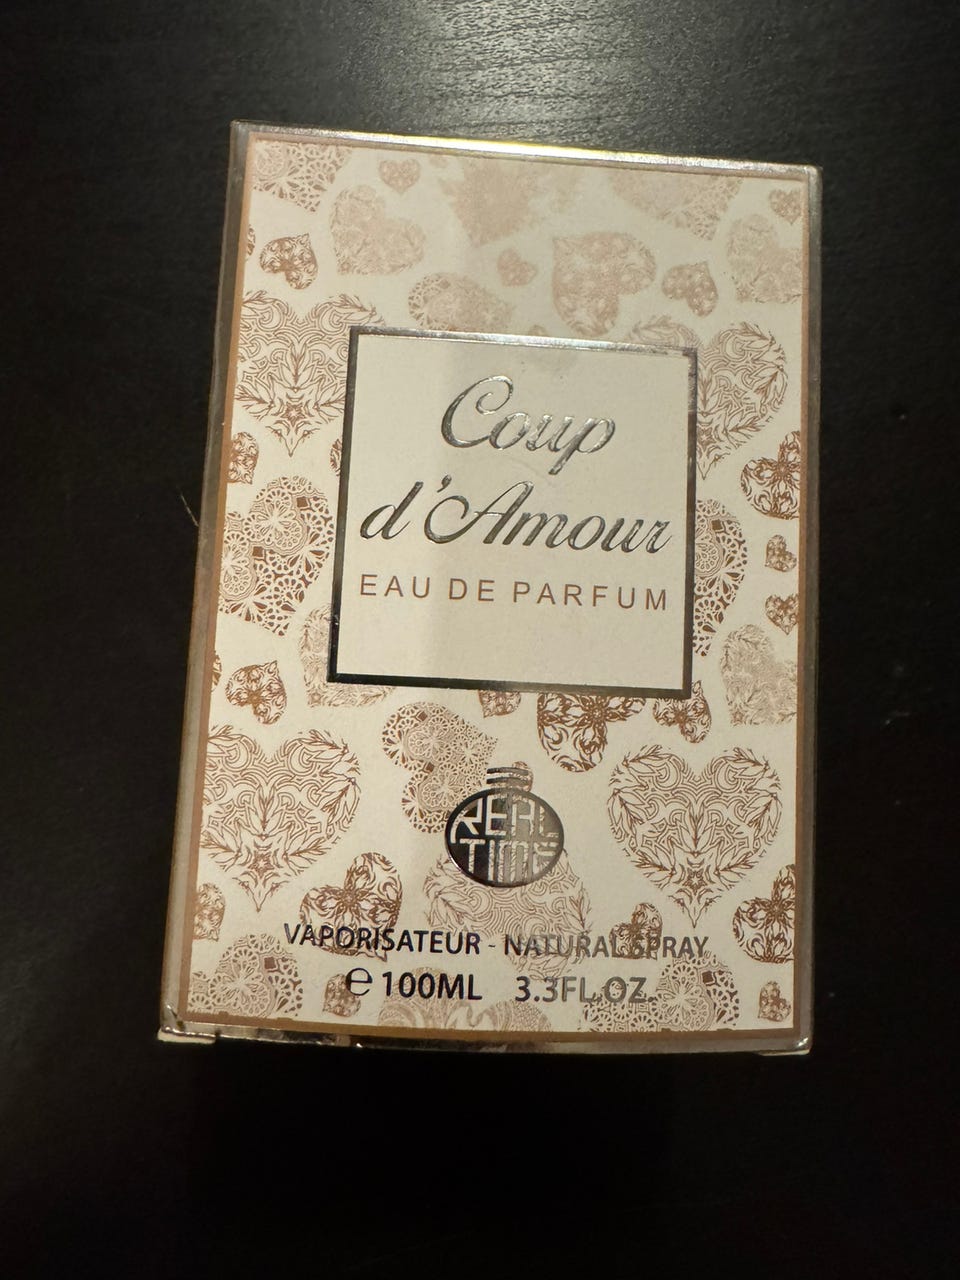 Coup
d'Amour
EAU DE PARFUM
REAL
TIME
VAPORISATEUR - NATURAL SPRAY
℮ 100ML 3.3FL.OZ.